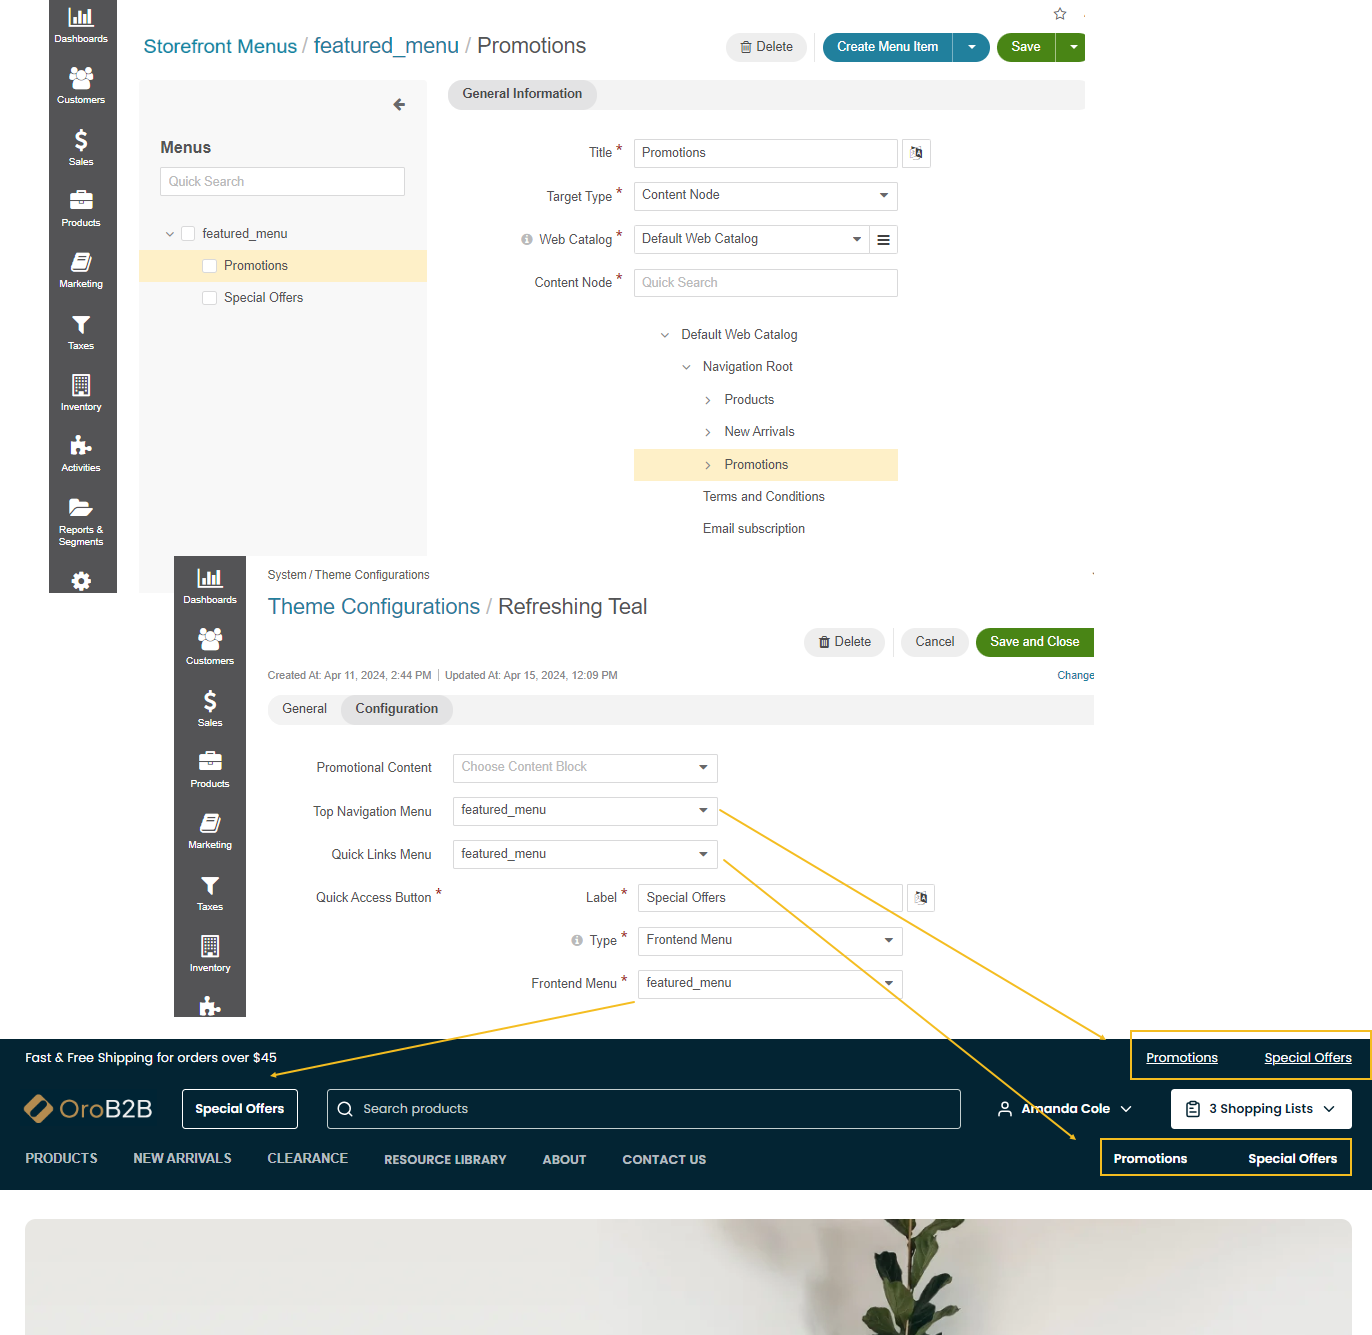 Dashboards
Customers
Sales
Products
Marketing
Taxes
Inventory
Activities
Reports &
Segments
Storefront Menus / featured_menu / Promotions
Delete
Create Menu Item
Save
Menus
Quick Search
featured_menu
Promotions
Special Offers
General Information
Title *
Promotions
Target Type *
Content Node
Web Catalog *
Default Web Catalog
Content Node *
Quick Search
Default Web Catalog
Navigation Root
Products
New Arrivals
Promotions
Terms and Conditions
Email subscription
Dashboards
Customers
Sales
Products
Marketing
Taxes
Inventory
System / Theme Configurations
Theme Configurations / Refreshing Teal
Delete
Cancel
Save and Close
Created At: Apr 11, 2024, 2:44 PM | Updated At: Apr 15, 2024, 12:09 PM
Change
General
Configuration
Promotional Content
Choose Content Block
Top Navigation Menu
featured_menu
Quick Links Menu
featured_menu
Quick Access Button *
Label *
Special Offers
Type *
Frontend Menu
Frontend Menu *
featured_menu
Fast & Free Shipping for orders over $45
Promotions
Special Offers
OroB2B
Special Offers
Search products
Amanda Cole
3 Shopping Lists
PRODUCTS
NEW ARRIVALS
CLEARANCE
RESOURCE LIBRARY
ABOUT
CONTACT US
Promotions
Special Offers